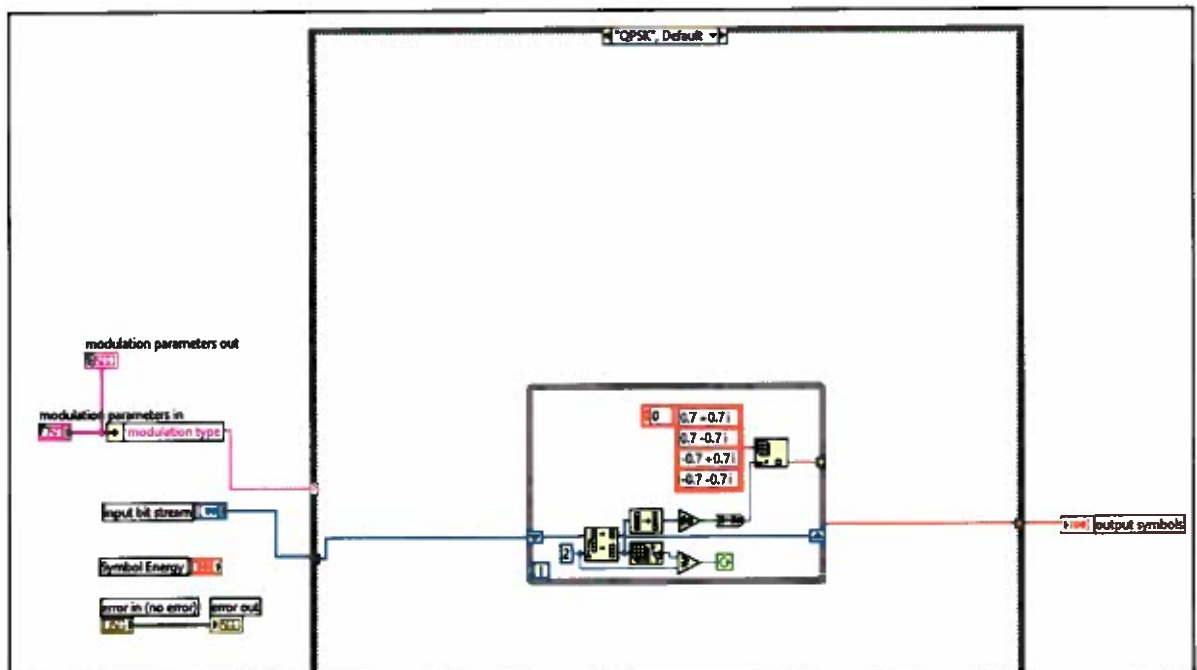 "QPSK", Default
modulation parameters out
modulation parameters in
modulation type
input bit stream
Symbol Energy
error in (no error)
error out
0
0.7 +0.7 i
0.7 -0.7 i
-0.7 +0.7 i
-0.7 -0.7 i
2
i
output symbols